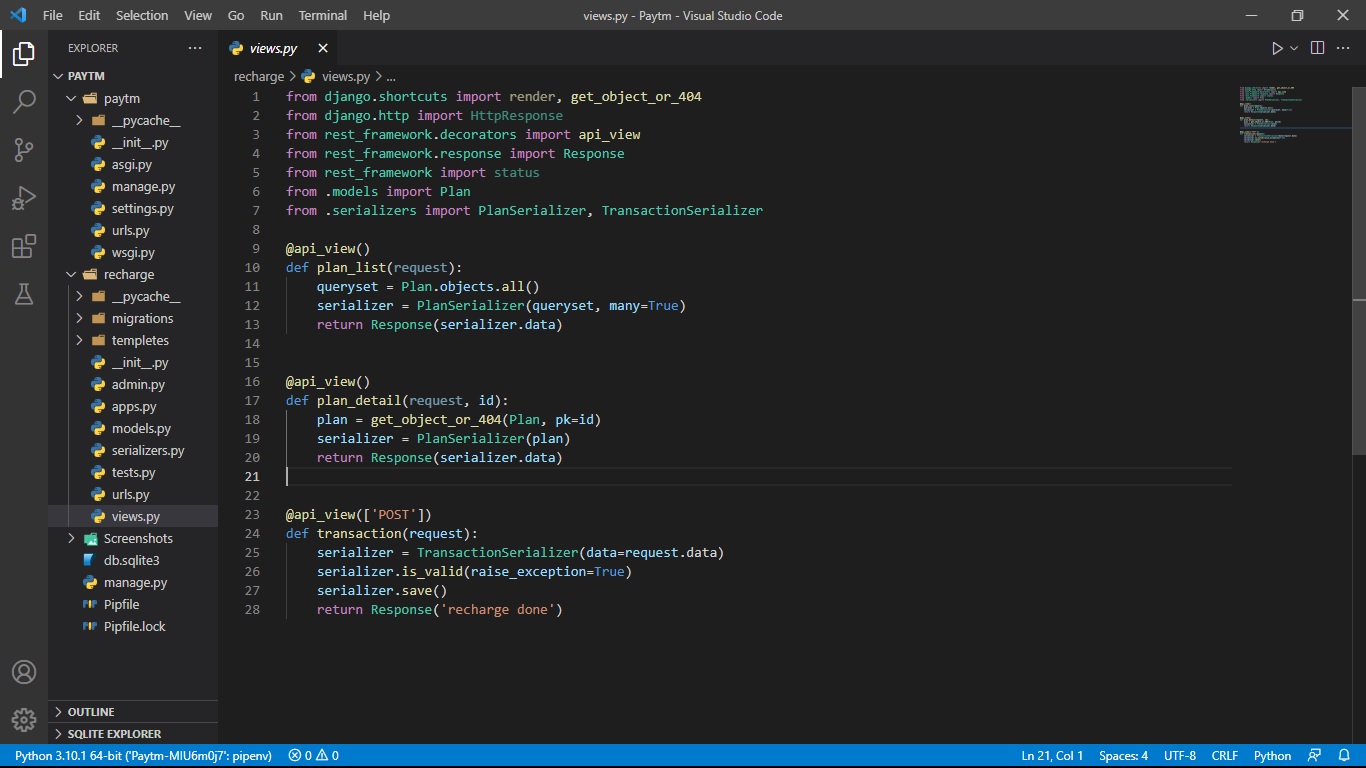 File Edit Selection View Go Run Terminal Help views.py - Paytm - Visual Studio Code
EXPLORER ...
PAYTM
paytm
__pycache__
__init__.py
asgi.py
manage.py
settings.py
urls.py
wsgi.py
recharge
__pycache__
migrations
templetes
__init__.py
admin.py
apps.py
models.py
serializers.py
tests.py
urls.py
views.py
Screenshots
db.sqlite3
manage.py
Pipfile
Pipfile.lock
OUTLINE
SQLITE EXPLORER
views.py
recharge > views.py > ...
1 from django.shortcuts import render, get_object_or_404
2 from django.http import HttpResponse
3 from rest_framework.decorators import api_view
4 from rest_framework.response import Response
5 from rest_framework import status
6 from .models import Plan
7 from .serializers import PlanSerializer, TransactionSerializer
8
9 @api_view()
10 def plan_list(request):
11     queryset = Plan.objects.all()
12     serializer = PlanSerializer(queryset, many=True)
13     return Response(serializer.data)
14
15
16 @api_view()
17 def plan_detail(request, id):
18     plan = get_object_or_404(Plan, pk=id)
19     serializer = PlanSerializer(plan)
20     return Response(serializer.data)
21
22
23 @api_view(['POST'])
24 def transaction(request):
25     serializer = TransactionSerializer(data=request.data)
26     serializer.is_valid(raise_exception=True)
27     serializer.save()
28     return Response('recharge done')
Python 3.10.1 64-bit ('Paytm-MIU6m0j7': pipenv) 0 0 Ln 21, Col 1 Spaces: 4 UTF-8 CRLF Python